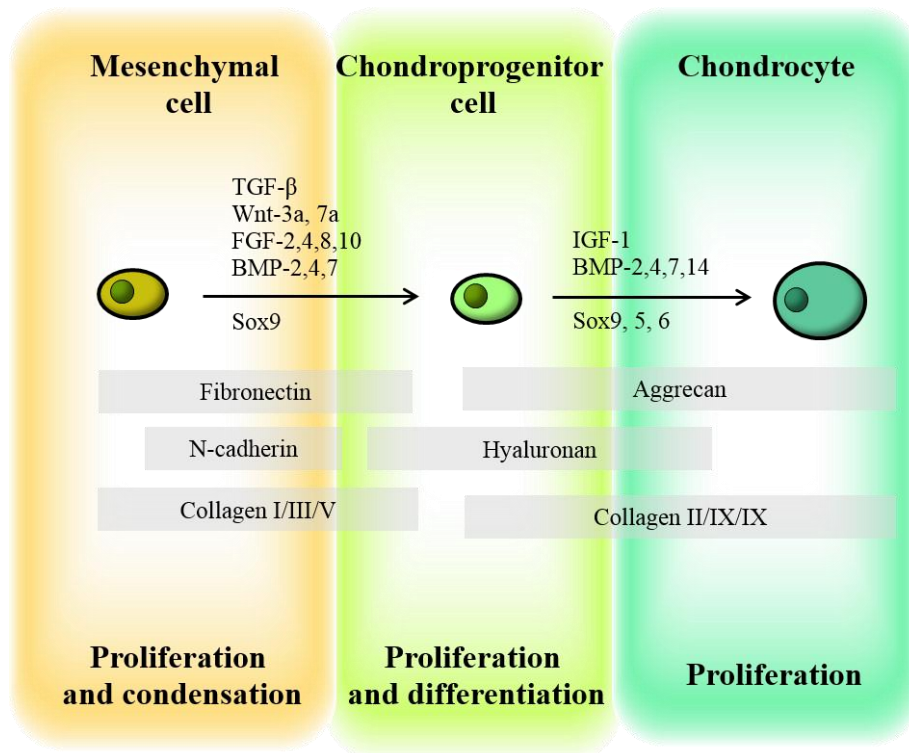 Mesenchymal
cell
Chondroprogenitor
cell
Chondrocyte
TGF-β
Wnt-3a, 7a
FGF-2,4,8,10
BMP-2,4,7
Sox9
IGF-1
BMP-2,4,7,14
Sox9, 5, 6
Fibronectin
Aggrecan
N-cadherin
Hyaluronan
Collagen I/III/V
Collagen II/IX/IX
Proliferation
and condensation
Proliferation
and differentiation
Proliferation